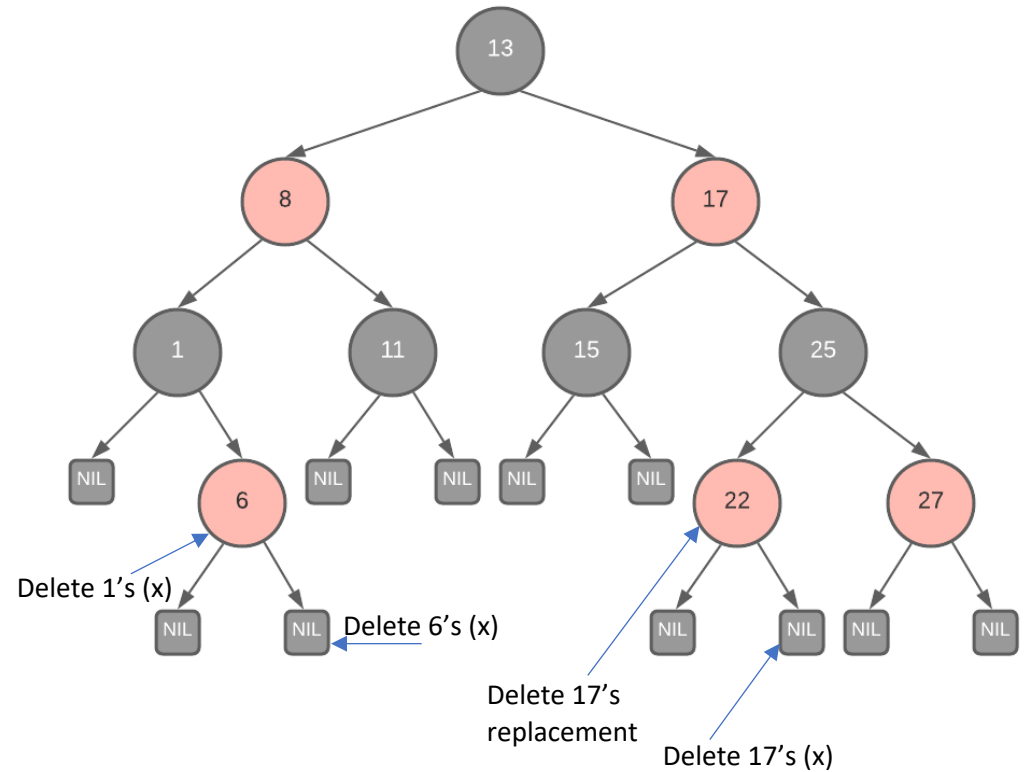 13
8
17
1
11
15
25
NIL
NIL
NIL
NIL
NIL
6
22
27
Delete 1’s (x)
NIL
NIL
Delete 6’s (x)
NIL
NIL
NIL
NIL
Delete 17’s
replacement
Delete 17’s (x)